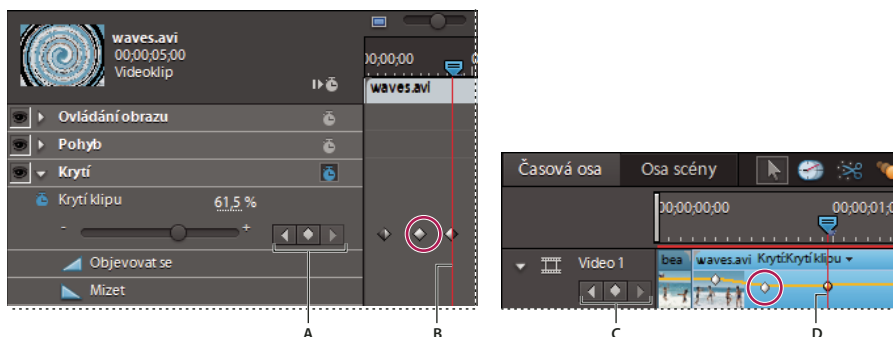 waves.avi
00;00;05;00
Videoklip
00;00;00
waves.avi
Ovládání obrazu
Pohyb
Krytí
Krytí klipu 61,5 %
- +
Objevovat se
Mizet
A B
Časová osa Osa scény
00;00;00;00 00;00;01;0
Video 1 bea waves.avi Krytí:Krytí klipu
C D